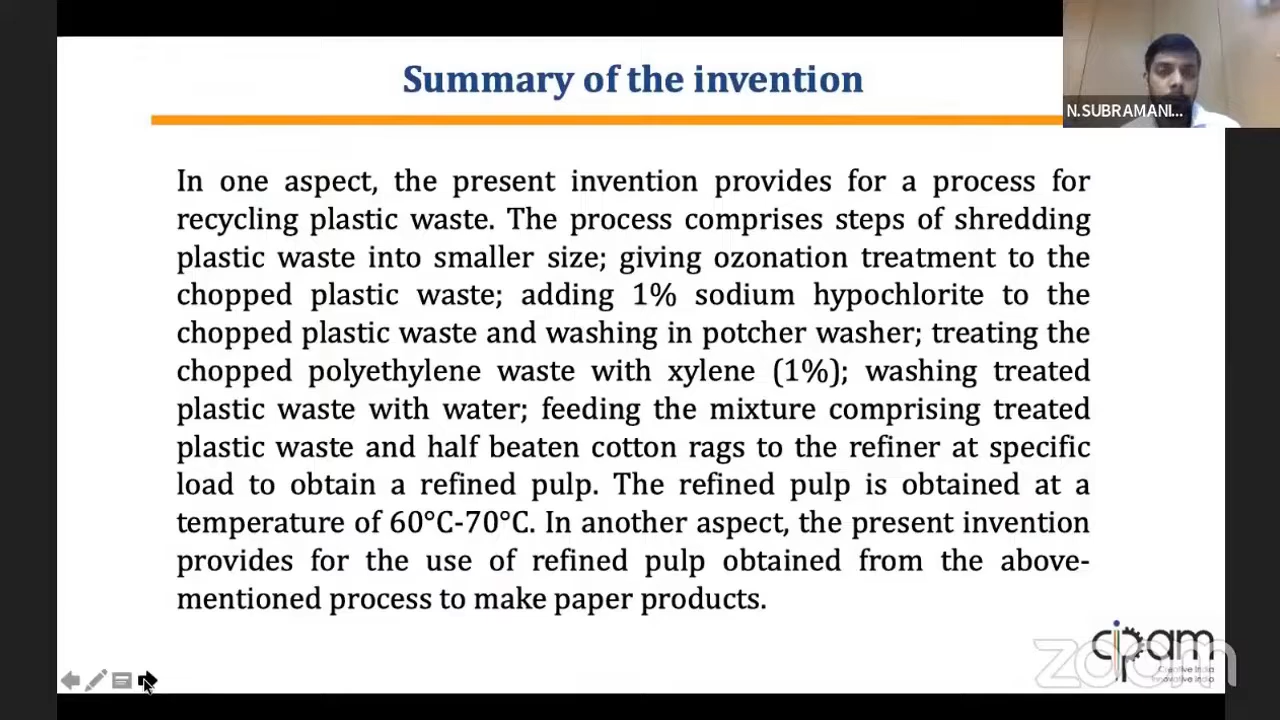 Summary of the invention
N.SUBRAMANI...
In one aspect, the present invention provides for a process for
recycling plastic waste. The process comprises steps of shredding
plastic waste into smaller size; giving ozonation treatment to the
chopped plastic waste; adding 1% sodium hypochlorite to the
chopped plastic waste and washing in potcher washer; treating the
chopped polyethylene waste with xylene (1%); washing treated
plastic waste with water; feeding the mixture comprising treated
plastic waste and half beaten cotton rags to the refiner at specific
load to obtain a refined pulp. The refined pulp is obtained at a
temperature of 60°C-70°C. In another aspect, the present invention
provides for the use of refined pulp obtained from the above-
mentioned process to make paper products.
cipam
Creative India
Innovative India
zoom